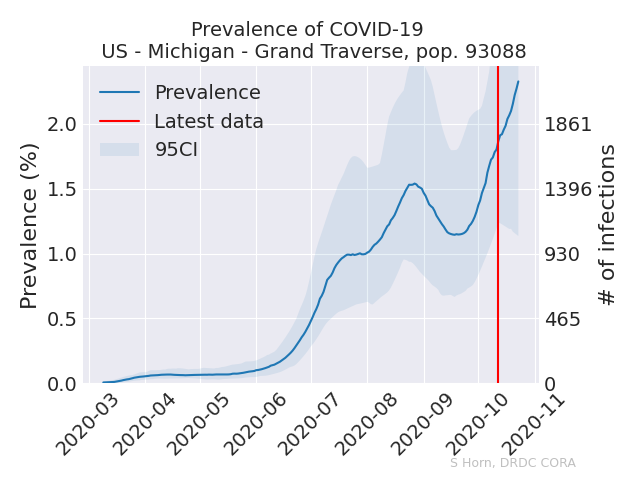 Prevalence of COVID-19
US - Michigan - Grand Traverse, pop. 93088
Prevalence
Latest data
95CI
Prevalence (%)
2.0
1.5
1.0
0.5
0.0
1861
1396
930
465
0
# of infections
2020-03
2020-04
2020-05
2020-06
2020-07
2020-08
2020-09
2020-10
2020-11
S Horn, DRDC CORA